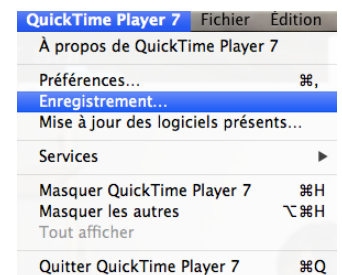 QuickTime Player 7 Fichier Édition
À propos de QuickTime Player 7
Préférences... ⌘,
Enregistrement...
Mise à jour des logiciels présents...
Services ▶
Masquer QuickTime Player 7 ⌘H
Masquer les autres ⌥⌘H
Tout afficher
Quitter QuickTime Player 7 ⌘Q